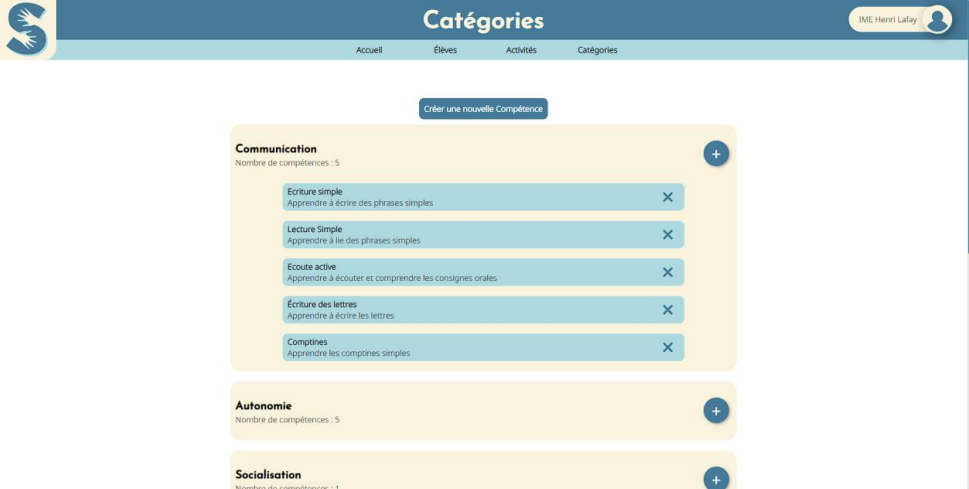 Catégories
IME Henri Lafay
Accueil Élèves Activités Catégories
Créer une nouvelle Compétence
Communication
Nombre de compétences : 5
Ecriture simple
Apprendre à écrire des phrases simples
Lecture Simple
Apprendre à lie des phrases simples
Ecoute active
Apprendre à écouter et comprendre les consignes orales
Écriture des lettres
Apprendre à écrire les lettres
Comptines
Apprendre les comptines simples
Autonomie
Nombre de compétences : 5
Socialisation
Nombre de compétences : 1